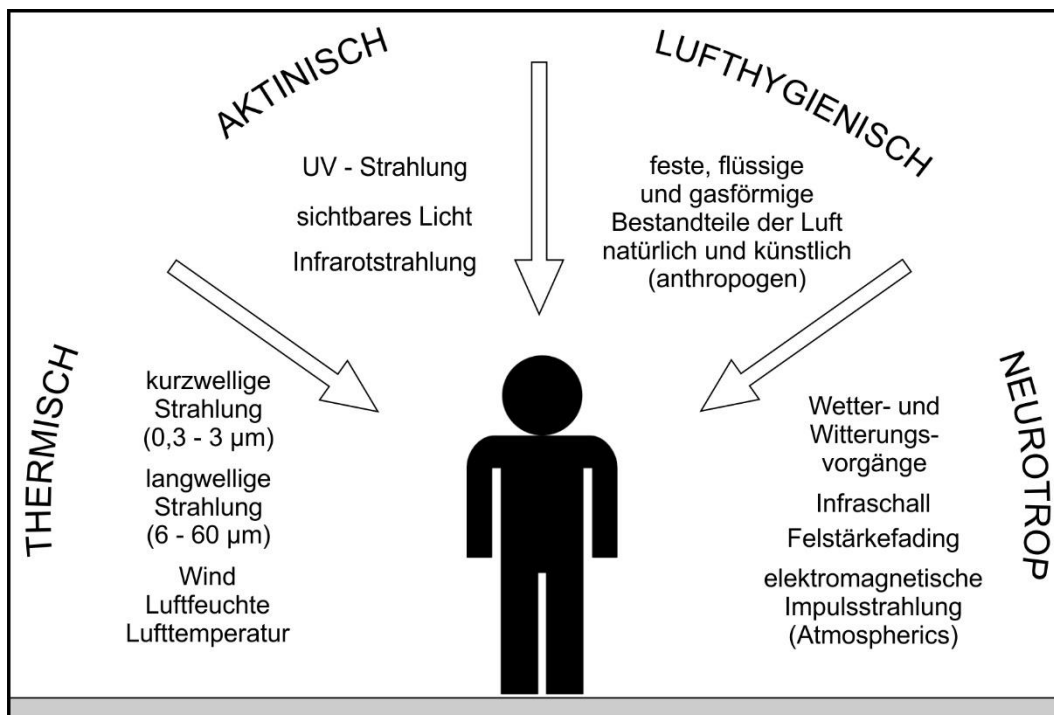 AKTINISCH
UV - Strahlung
sichtbares Licht
Infrarotstrahlung
LUFTHYGIENISCH
feste, flüssige
und gasförmige
Bestandteile der Luft
natürlich und künstlich
(anthropogen)
THERMISCH
kurzwellige
Strahlung
(0,3 - 3 µm)
langwellige
Strahlung
(6 - 60 µm)
Wind
Luftfeuchte
Lufttemperatur
NEUROTROP
Wetter- und
Witterungs-
vorgänge
Infraschall
Felstärkefading
elektromagnetische
Impulsstrahlung
(Atmospherics)